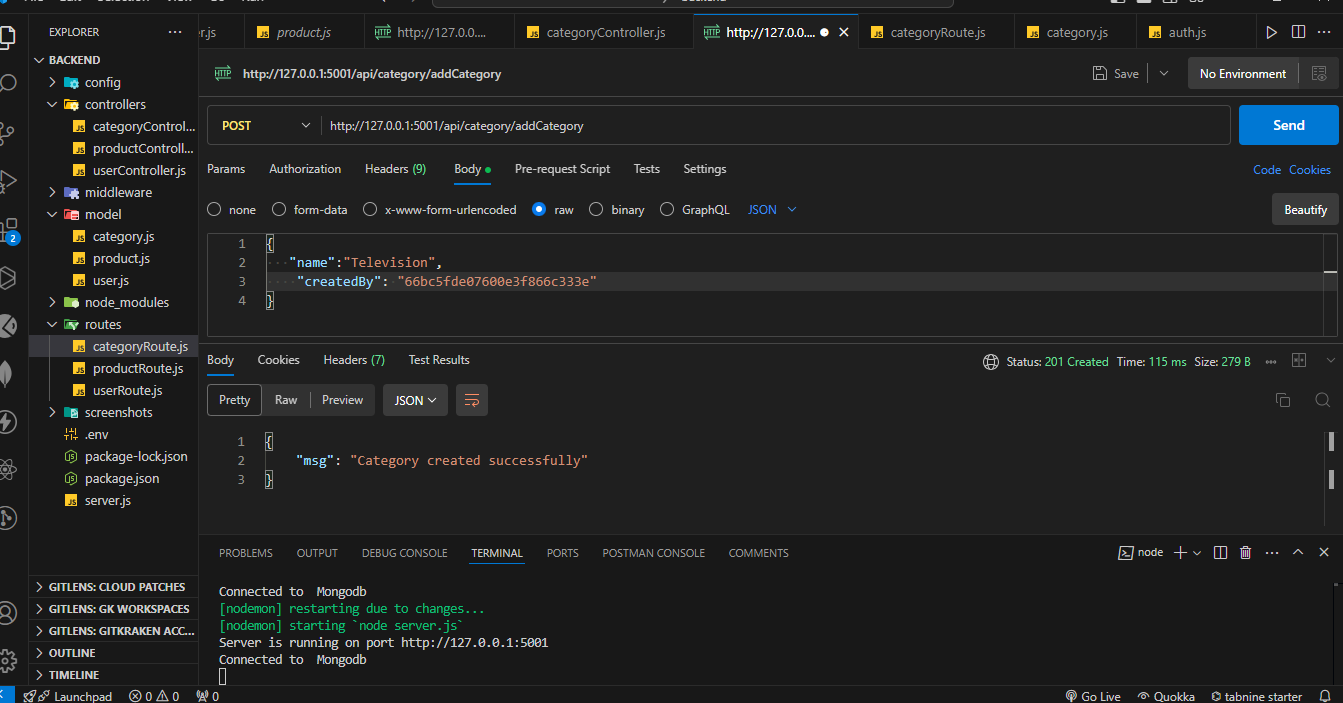 EXPLORER
er.js
product.js
http://127.0.0....
categoryController.js
http://127.0.0....
categoryRoute.js
category.js
auth.js
BACKEND
config
controllers
categoryControl...
productControll...
userController.js
middleware
model
category.js
product.js
user.js
node_modules
routes
categoryRoute.js
productRoute.js
userRoute.js
screenshots
.env
package-lock.json
package.json
server.js
GITLENS: CLOUD PATCHES
GITLENS: GK WORKSPACES
GITLENS: GITKRAKEN ACC...
OUTLINE
TIMELINE
2
HTTP http://127.0.0.1:5001/api/category/addCategory
Save
No Environment
POST http://127.0.0.1:5001/api/category/addCategory
Send
Params Authorization Headers (9) Body Pre-request Script Tests Settings
Code Cookies
none form-data x-www-form-urlencoded raw binary GraphQL JSON
Beautify
1 {
2 "name":"Television",
3 "createdBy": "66bc5fde07600e3f866c333e"
4 }
Body Cookies Headers (7) Test Results
Status: 201 Created Time: 115 ms Size: 279 B
Pretty Raw Preview JSON
1 {
2 "msg": "Category created successfully"
3 }
PROBLEMS OUTPUT DEBUG CONSOLE TERMINAL PORTS POSTMAN CONSOLE COMMENTS
node
Connected to  Mongodb
[nodemon] restarting due to changes...
[nodemon] starting `node server.js`
Server is running on port http://127.0.0.1:5001
Connected to  Mongodb
Launchpad 0 0 0
Go Live Quokka tabnine starter